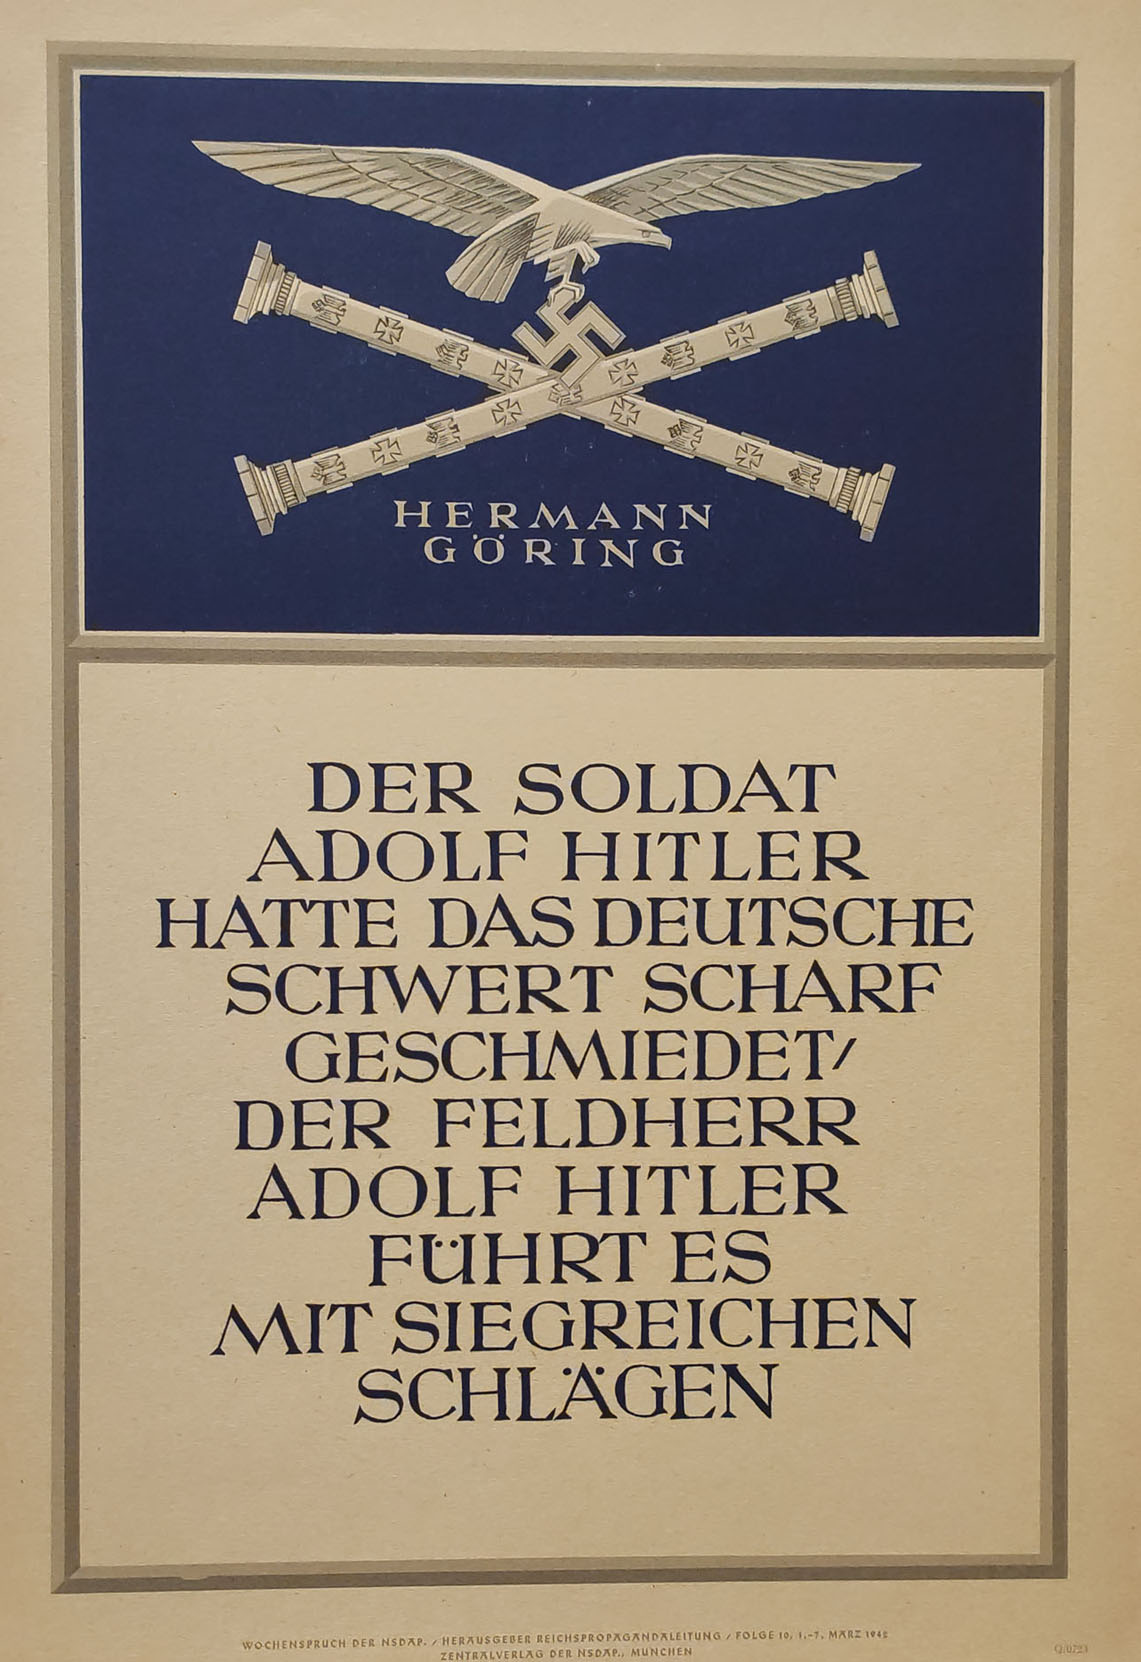 HERMANN
GÖRING
DER SOLDAT
ADOLF HITLER
HATTE DAS DEUTSCHE
SCHWERT SCHARF
GESCHMIEDET/
DER FELDHERR
ADOLF HITLER
FÜHRT ES
MIT SIEGREICHEN
SCHLÄGEN
WOCHENSPRUCH DER NSDAP. / HERAUSGEBER REICHSPROPAGANDALEITUNG / FOLGE 10, 1.-7. MÄRZ 1942
ZENTRALVERLAG DER NSDAP., MÜNCHEN
Q/0723